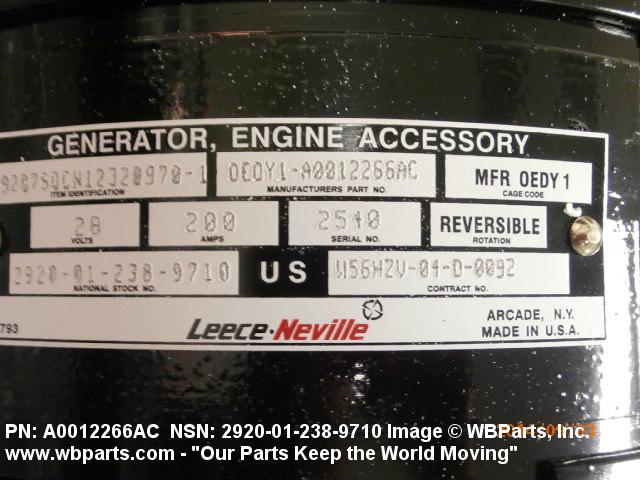 GENERATOR, ENGINE ACCESSORY
19207SQCN12320970-1 0EDY1-A0012266AC MFR OEDY 1
ITEM IDENTIFICATION MANUFACTURERS PART NO. CAGE CODE
28 200 2540 REVERSIBLE
VOLTS AMPS SERIAL NO. ROTATION
2920-01-238-9710 US W56HZV-04-D-0092
NATIONAL STOCK NO. CONTRACT NO.
793 Leece-Neville ARCADE, N.Y.
MADE IN U.S.A.
PN: A0012266AC NSN: 2920-01-238-9710 Image © WBParts, Inc.
www.wbparts.com - "Our Parts Keep the World Moving"